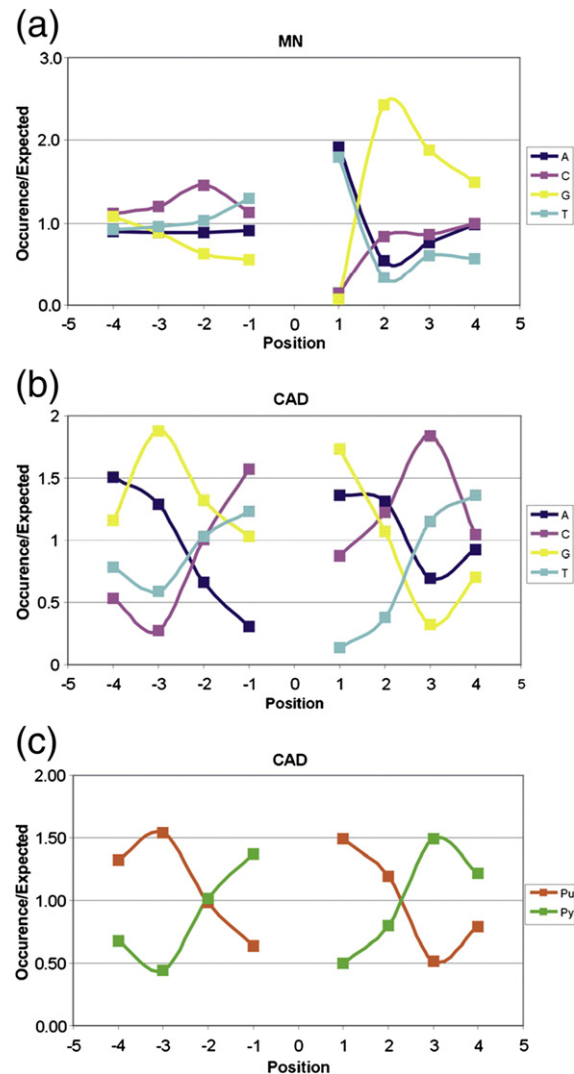 (a)
MN
Occurence/Expected
3.0
2.0
1.0
0.0
-5 -4 -3 -2 -1 0 1 2 3 4 5
Position
A
C
G
T
(b)
CAD
Occurence/Expected
2
1.5
1
0.5
0
-5 -4 -3 -2 -1 0 1 2 3 4 5
Position
A
C
G
T
(c)
CAD
Occurence/Expected
2.00
1.50
1.00
0.50
0.00
-5 -4 -3 -2 -1 0 1 2 3 4 5
Position
Pu
Py